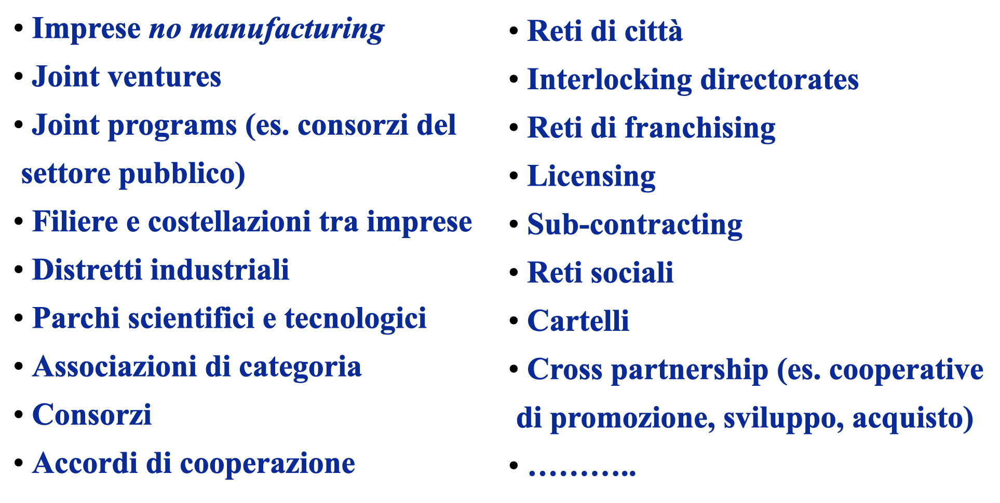 • Imprese no manufacturing
• Joint ventures
• Joint programs (es. consorzi del
settore pubblico)
• Filiere e costellazioni tra imprese
• Distretti industriali
• Parchi scientifici e tecnologici
• Associazioni di categoria
• Consorzi
• Accordi di cooperazione
• Reti di città
• Interlocking directorates
• Reti di franchising
• Licensing
• Sub-contracting
• Reti sociali
• Cartelli
• Cross partnership (es. cooperative
di promozione, sviluppo, acquisto)
• ………..